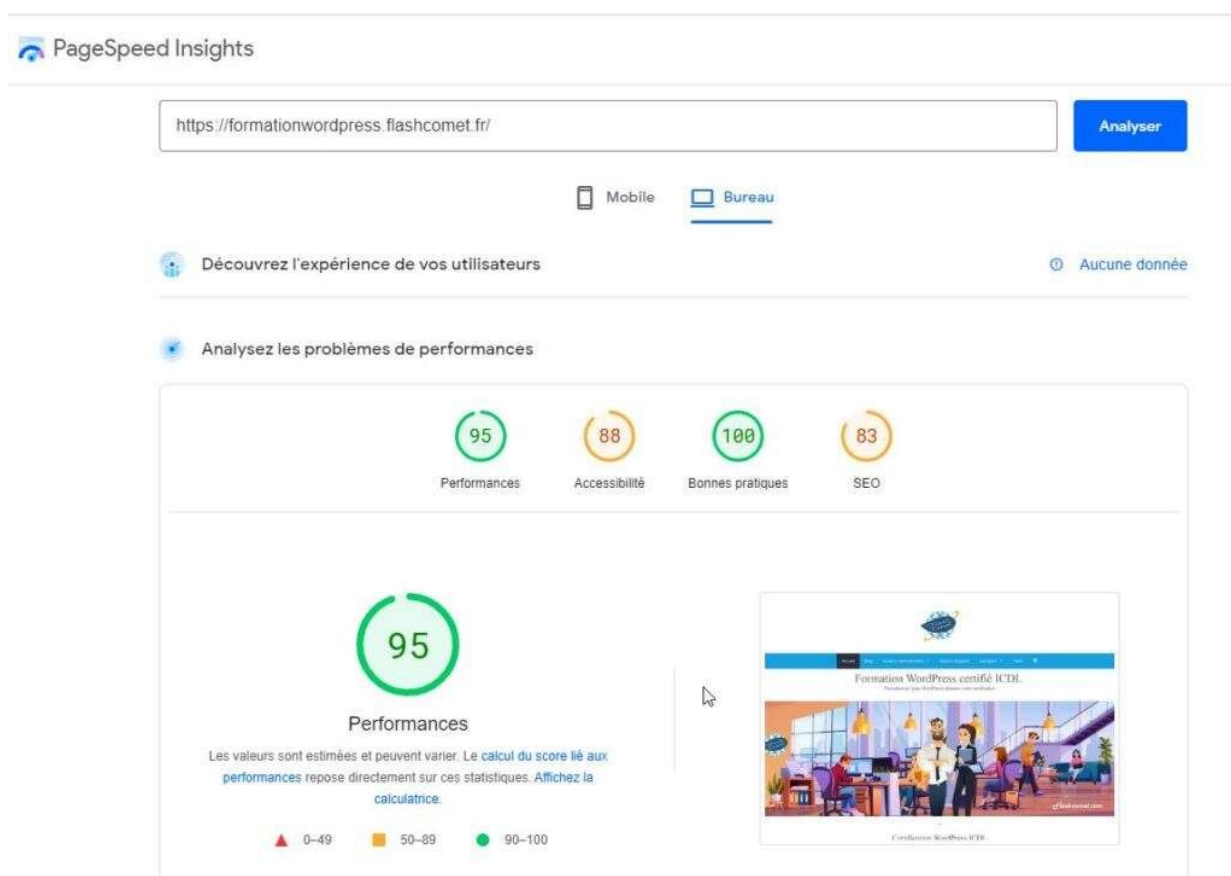 PageSpeed Insights
https://formationwordpress.flashcomet.fr/
Analyser
Mobile
Bureau
Découvrez l'expérience de vos utilisateurs
Aucune donnée
Analysez les problèmes de performances
95
88
100
83
Performances
Accessibilité
Bonnes pratiques
SEO
95
Performances
Les valeurs sont estimées et peuvent varier. Le calcul du score lié aux
performances repose directement sur ces statistiques. Affichez la
calculatrice.
0–49
50–89
90–100
Formation WordPress certifié ICDL
Certification WordPress ICDL